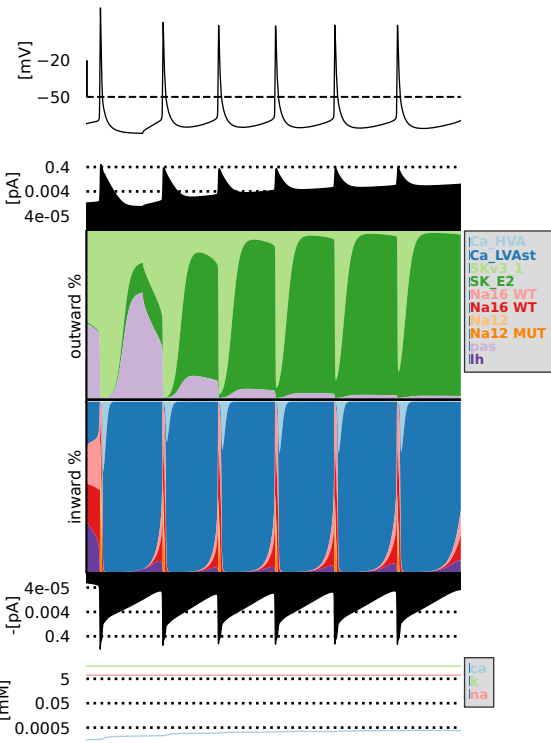 [mV]
−20
−50
[pA]
0.4
0.004
4e-05
outward %
Ca_HVA
Ca_LVAst
SKv3_1
SK_E2
Na16 WT
Na16 WT
Na12
Na12 MUT
pas
Ih
inward %
-[pA]
4e-05
0.004
0.4
[mM]
5
0.05
0.0005
ca
k
na